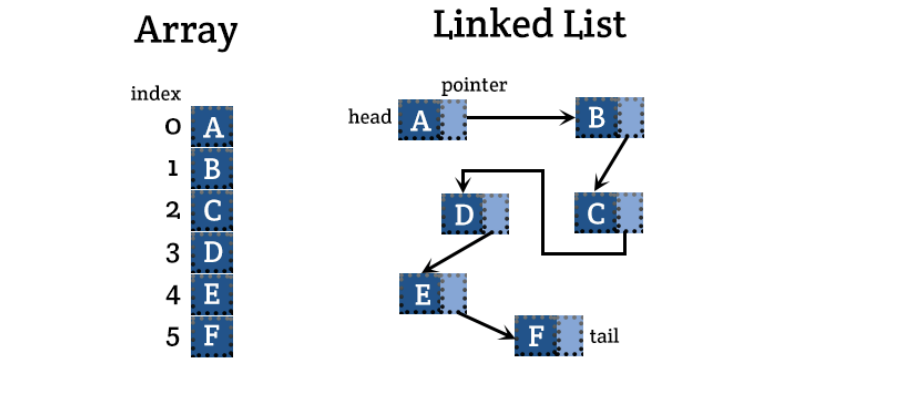 Array
index
0 A
1 B
2 C
3 D
4 E
5 F
Linked List
pointer
head A B
D C
E
F tail